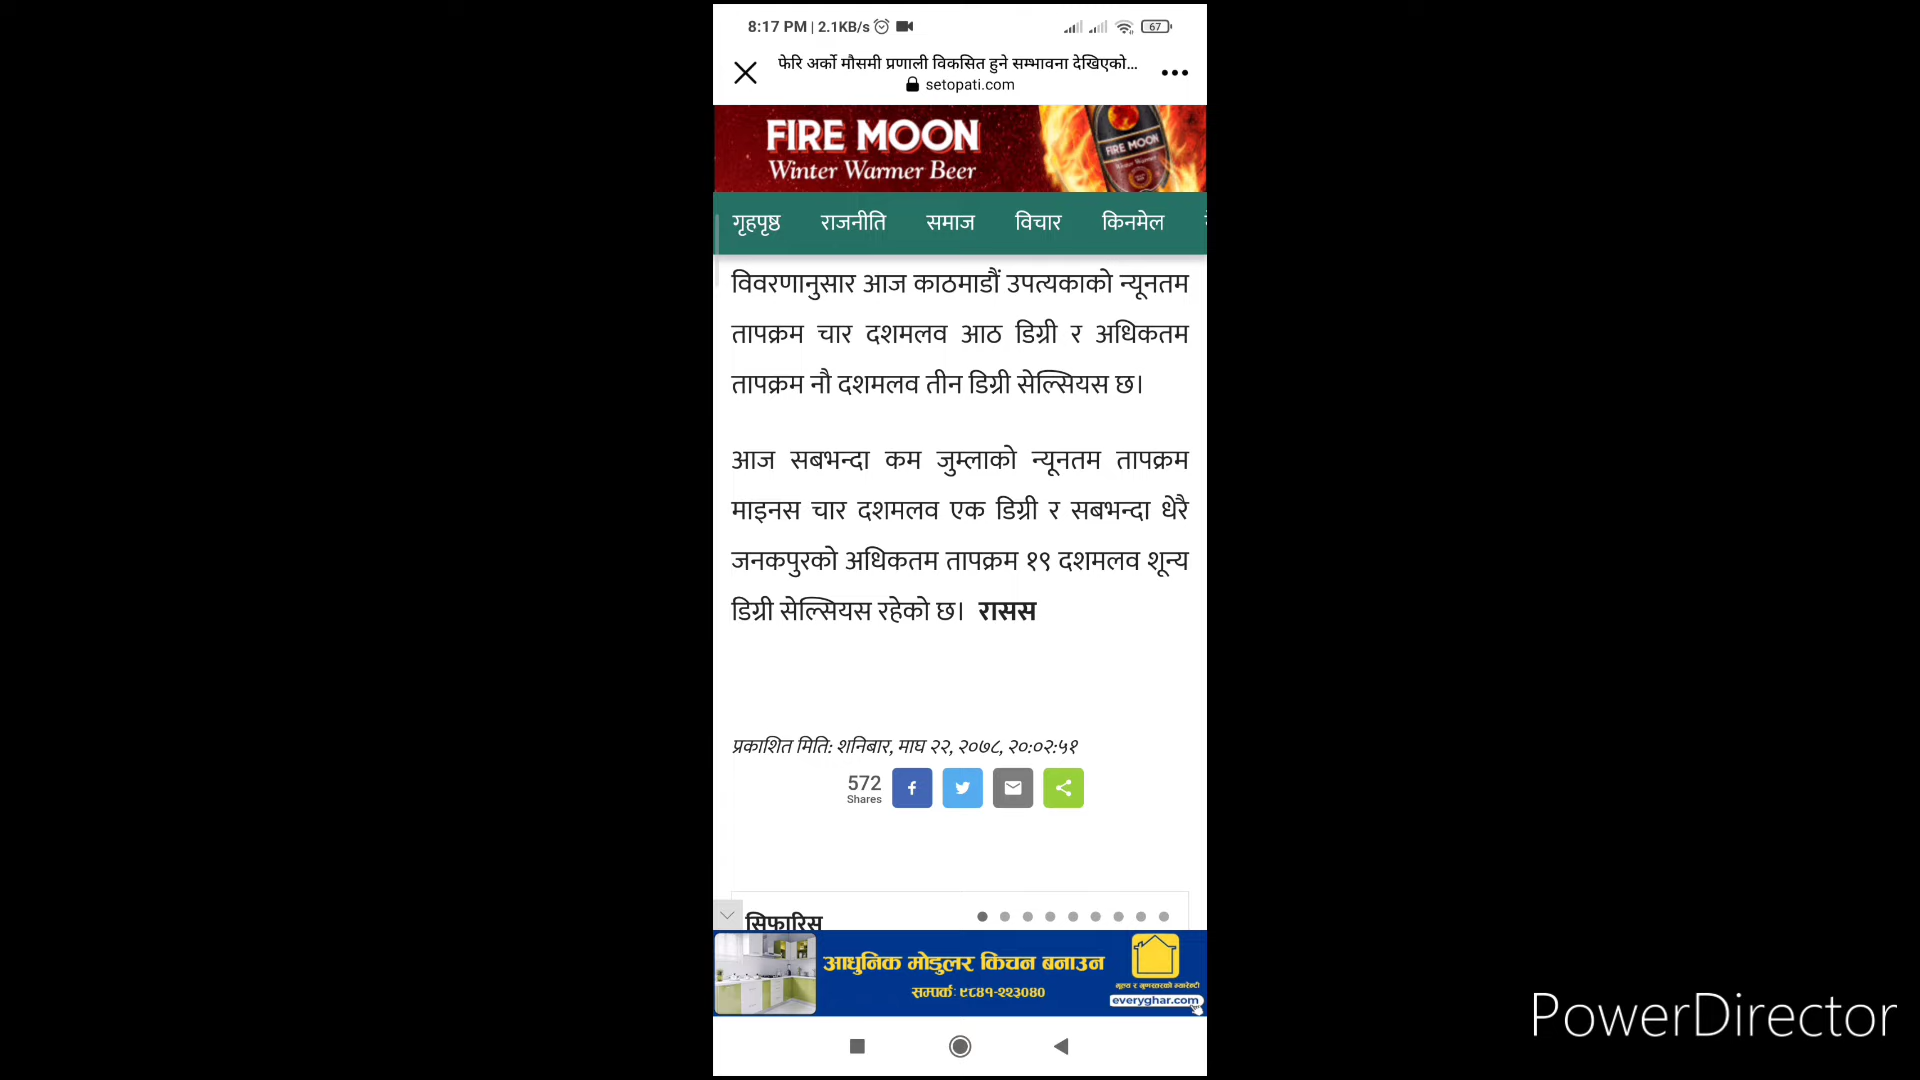 8:17 PM | 2.1KB/s
67
फेरि अर्को मौसमी प्रणाली विकसित हुने सम्भावना देखिएको...
setopati.com
FIRE MOON
Winter Warmer Beer
FIRE MOON
गृहपृष्ठ राजनीति समाज विचार किनमेल
विवरणानुसार आज काठमाडौं उपत्यकाको न्यूनतम
तापक्रम चार दशमलव आठ डिग्री र अधिकतम
तापक्रम नौ दशमलव तीन डिग्री सेल्सियस छ।
आज सबभन्दा कम जुम्लाको न्यूनतम तापक्रम
माइनस चार दशमलव एक डिग्री र सबभन्दा धेरै
जनकपुरको अधिकतम तापक्रम १९ दशमलव शून्य
डिग्री सेल्सियस रहेको छ। रासस
प्रकाशित मिति: शनिबार, माघ २२, २०७८, २०:०२:५१
572
Shares
सिफारिस
आधुनिक मोडुलर किचन बनाउन
सम्पर्क: ९८४१-२२३०४०
मूल्य र गुणस्तरको ग्यारेन्टी
everyghar.com
PowerDirector